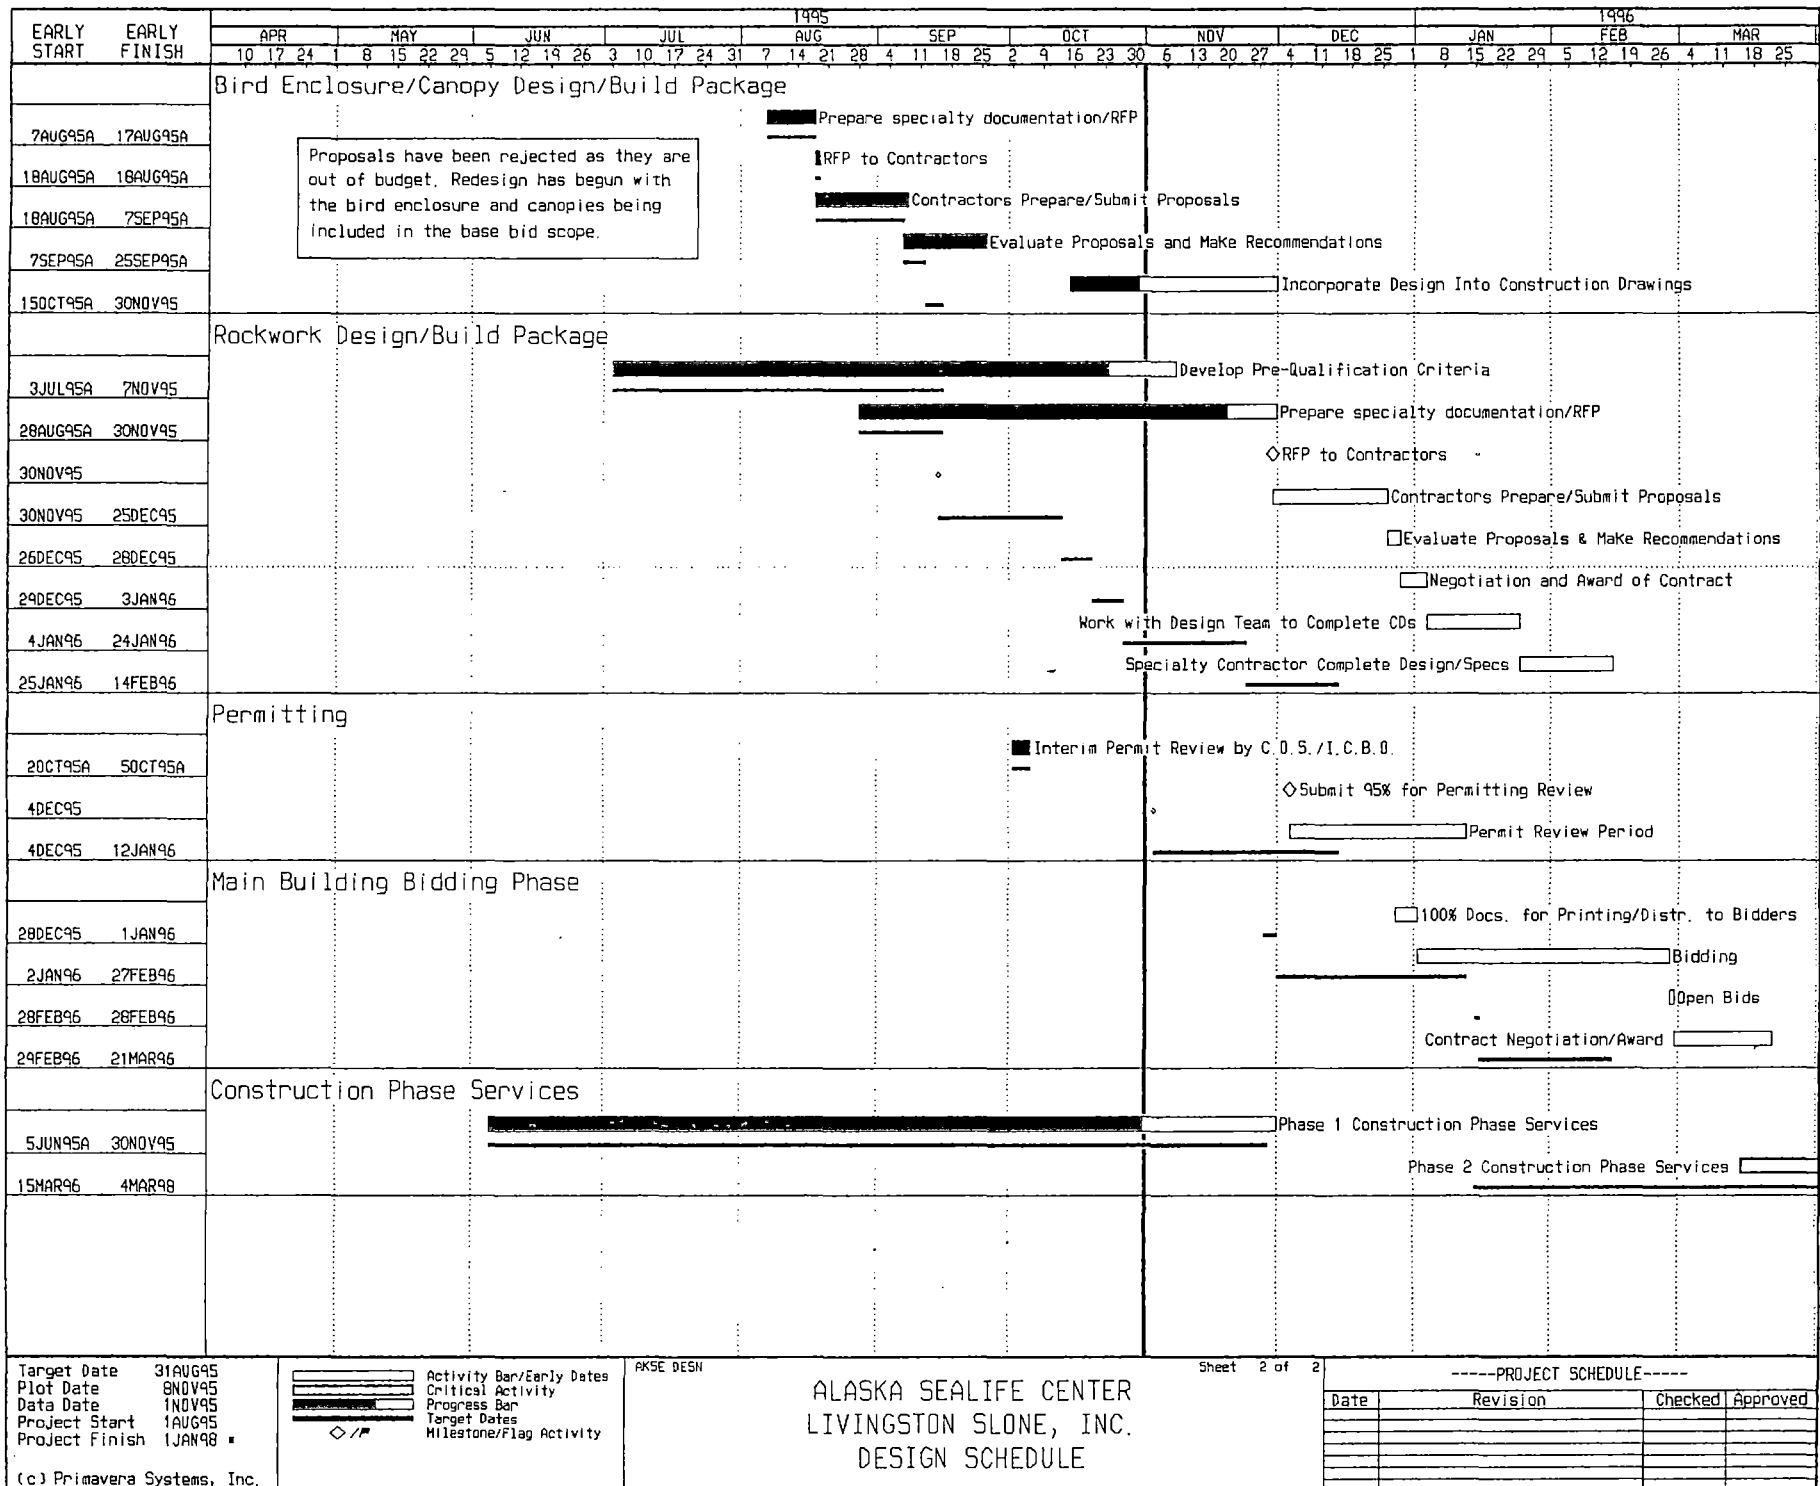 1995 1996
EARLY START EARLY FINISH
APR MAY JUN JUL AUG SEP OCT NOV DEC JAN FEB MAR
10 17 24 1 8 15 22 29 5 12 19 26 3 10 17 24 31 7 14 21 28 4 11 18 25 2 9 16 23 30 6 13 20 27 4 11 18 25 1 8 15 22 29 5 12 19 26 4 11 18 25
Bird Enclosure/Canopy Design/Build Package
7AUG95A 17AUG95A Prepare specialty documentation/RFP
Proposals have been rejected as they are
out of budget. Redesign has begun with
the bird enclosure and canopies being
included in the base bid scope.
18AUG95A 18AUG95A RFP to Contractors
18AUG95A 7SEP95A Contractors Prepare/Submit Proposals
7SEP95A 25SEP95A Evaluate Proposals and Make Recommendations
15OCT95A 30NOV95 Incorporate Design Into Construction Drawings
Rockwork Design/Build Package
3JUL95A 7NOV95 Develop Pre-Qualification Criteria
28AUG95A 30NOV95 Prepare specialty documentation/RFP
30NOV95 RFP to Contractors
30NOV95 25DEC95 Contractors Prepare/Submit Proposals
26DEC95 28DEC95 Evaluate Proposals & Make Recommendations
29DEC95 3JAN96 Negotiation and Award of Contract
4JAN96 24JAN96 Work with Design Team to Complete CDs
25JAN96 14FEB96 Specialty Contractor Complete Design/Specs
Permitting
2OCT95A 5OCT95A Interim Permit Review by C.O.S./I.C.B.O.
4DEC95 Submit 95% for Permitting Review
4DEC95 12JAN96 Permit Review Period
Main Building Bidding Phase
28DEC95 1JAN96 100% Docs. for Printing/Distr. to Bidders
2JAN96 27FEB96 Bidding
28FEB96 28FEB96 Open Bids
29FEB96 21MAR96 Contract Negotiation/Award
Construction Phase Services
5JUN95A 30NOV95 Phase 1 Construction Phase Services
15MAR96 4MAR98 Phase 2 Construction Phase Services
Target Date 31AUG95
Plot Date 8NOV95
Data Date 1NOV95
Project Start 1AUG95
Project Finish 1JAN98
(c) Primavera Systems, Inc.
Activity Bar/Early Dates
Critical Activity
Progress Bar
Target Dates
Milestone/Flag Activity
AKSE DESN
Sheet 2 of 2
ALASKA SEALIFE CENTER
LIVINGSTON SLONE, INC.
DESIGN SCHEDULE
-----PROJECT SCHEDULE-----
Date Revision Checked Approved